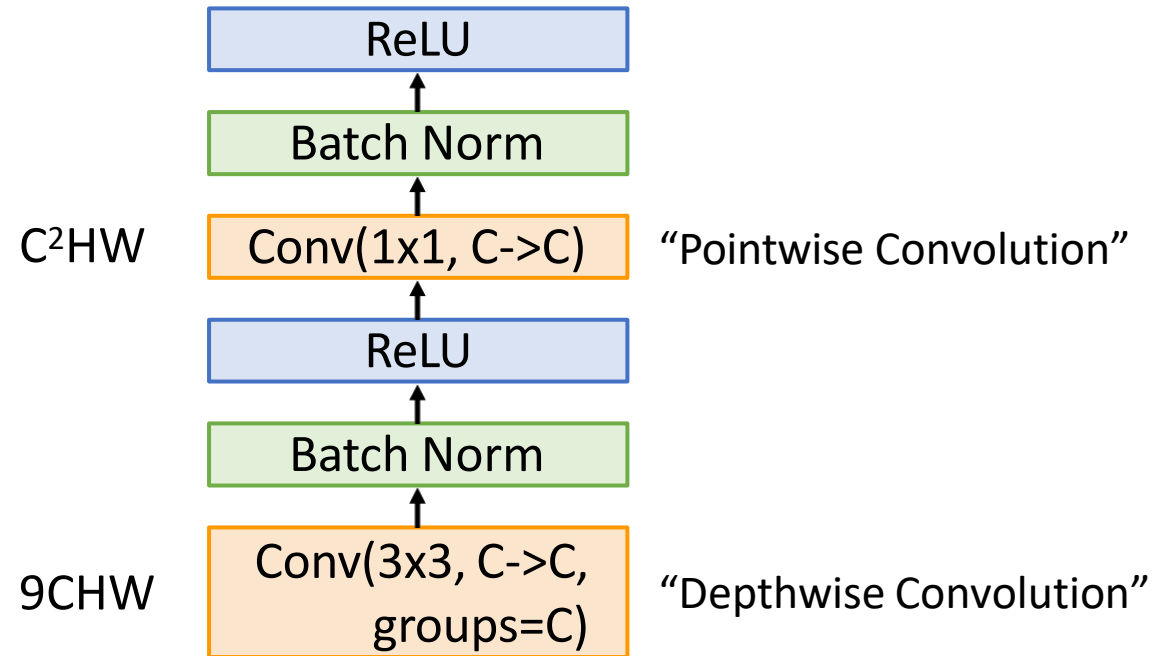 ReLU
Batch Norm
C²HW
Conv(1x1, C->C)
“Pointwise Convolution”
ReLU
Batch Norm
9CHW
Conv(3x3, C->C,
groups=C)
“Depthwise Convolution”